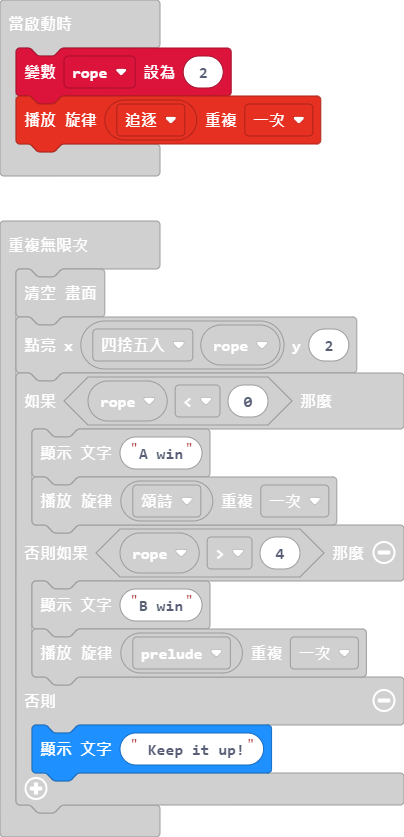 當啟動時
變數 rope 設為 2
播放 旋律 追逐 重複 一次
重複無限次
清空 畫面
點亮 x 四捨五入 rope y 2
如果 rope < 0 那麼
顯示 文字 "A win"
播放 旋律 頌詩 重複 一次
否則如果 rope > 4 那麼
顯示 文字 "B win"
播放 旋律 prelude 重複 一次
否則
顯示 文字 " Keep it up!"